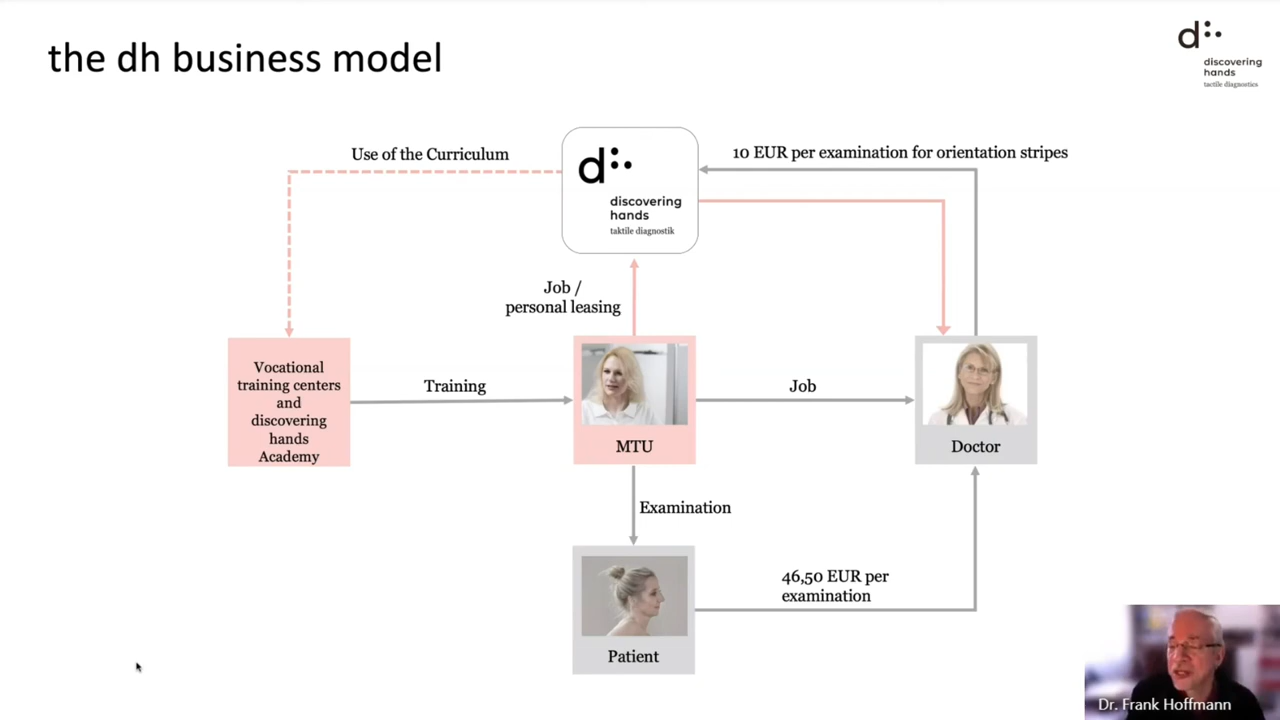 the dh business model
d
discovering
hands
tactile diagnostics
Use of the Curriculum
10 EUR per examination for orientation stripes
d
discovering
hands
taktile diagnostik
Job /
personal leasing
Vocational
training centers
and
discovering
hands
Academy
Training
MTU
Job
Doctor
Examination
46,50 EUR per
examination
Patient
Dr. Frank Hoffmann